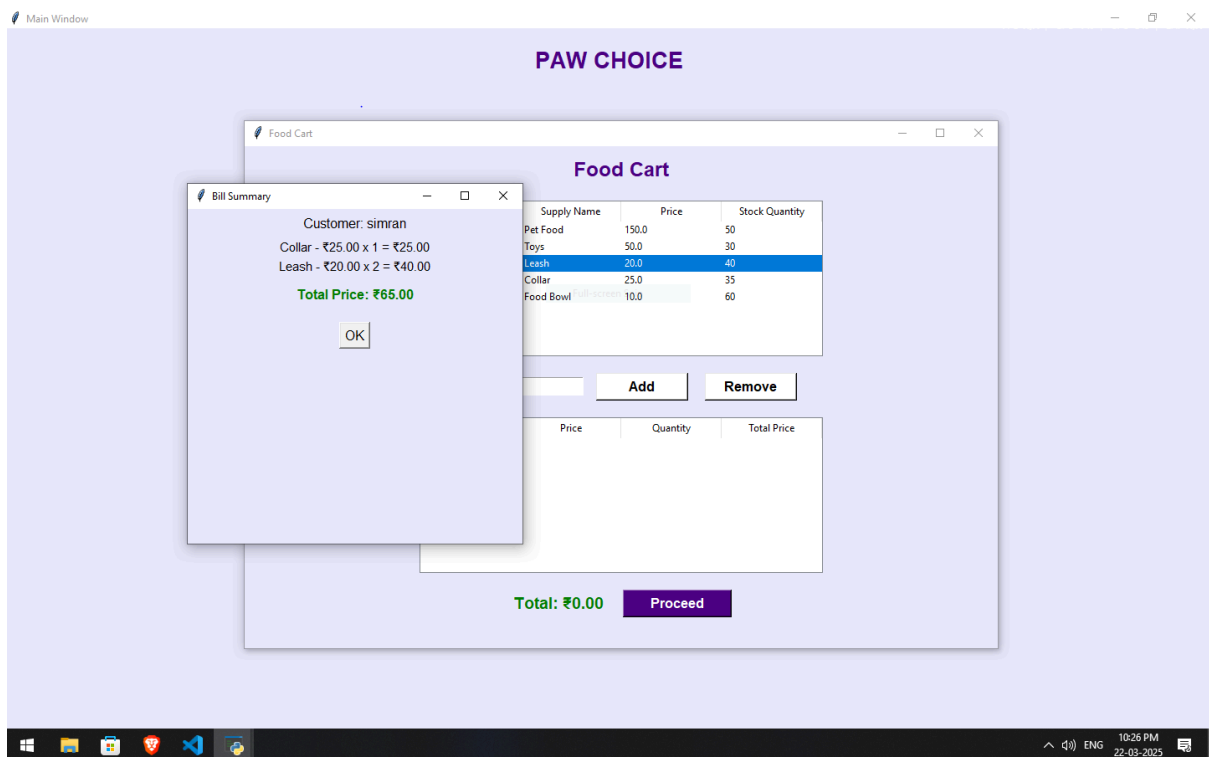 Main Window
PAW CHOICE
Food Cart
Food Cart
Bill Summary
Customer: simran
Collar - ₹25.00 x 1 = ₹25.00
Leash - ₹20.00 x 2 = ₹40.00
Total Price: ₹65.00
OK
Supply Name Price Stock Quantity
Pet Food 150.0 50
Toys 50.0 30
Leash 20.0 40
Collar 25.0 35
Food Bowl 10.0 60
Full-screen
Add Remove
Price Quantity Total Price
Total: ₹0.00 Proceed
ENG 10:26 PM
22-03-2025